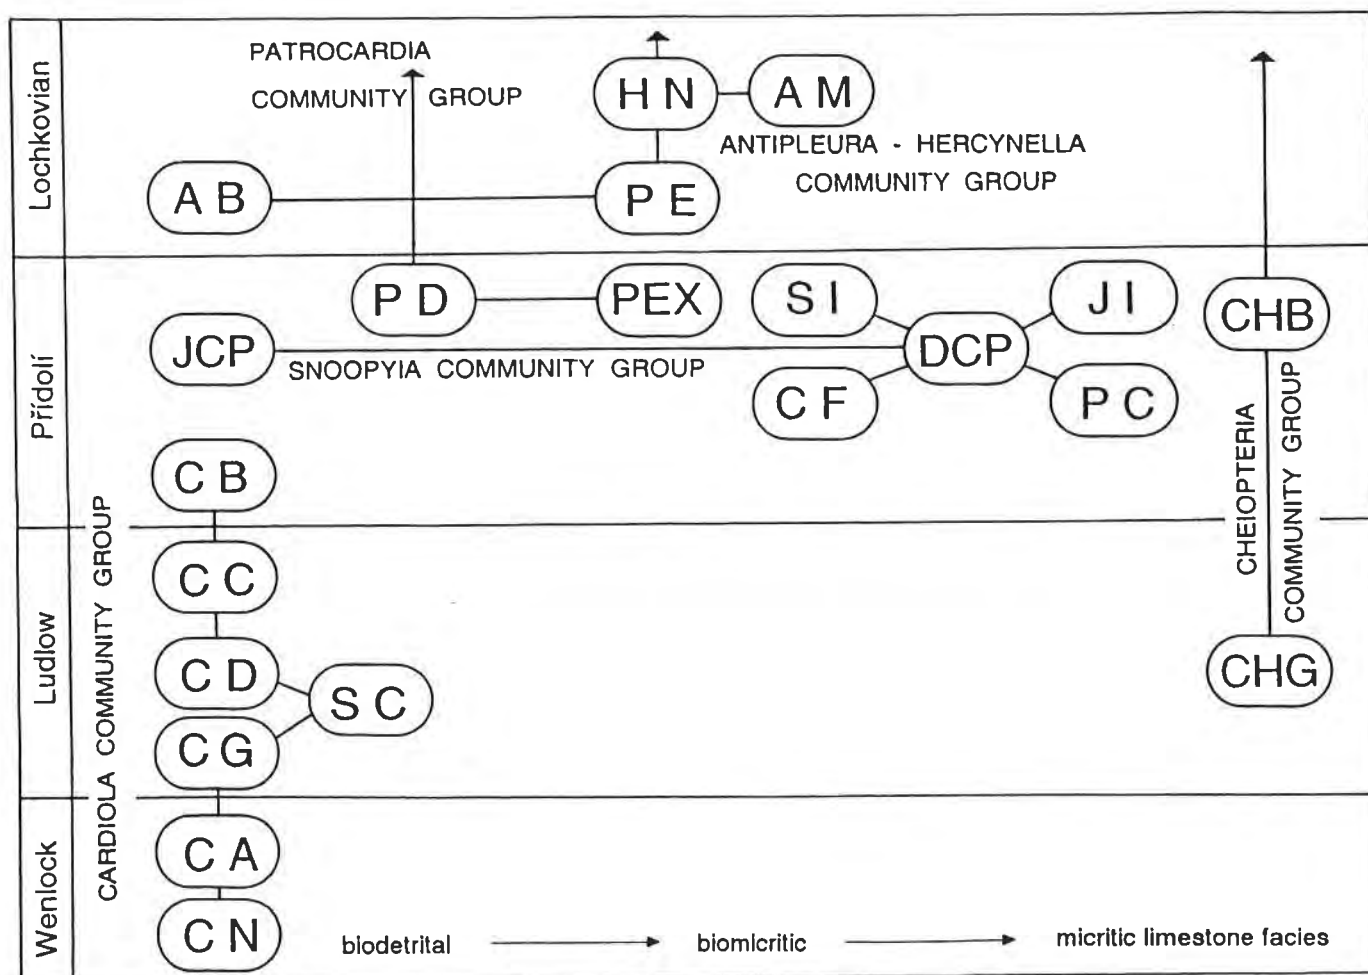 Lochkovian
PATROCARDIA
COMMUNITY GROUP
H N
A M
ANTIPLEURA - HERCYNELLA
COMMUNITY GROUP
A B
P E
Přídolí
P D
PEX
S I
J I
CHB
JCP
SNOOPYIA COMMUNITY GROUP
DCP
C F
P C
C B
CHEIOPTERIA
COMMUNITY GROUP
Ludlow
CARDIOLA COMMUNITY GROUP
C C
C D
S C
CHG
C G
Wenlock
C A
C N
biodetrital
biomicritic
micritic limestone facies